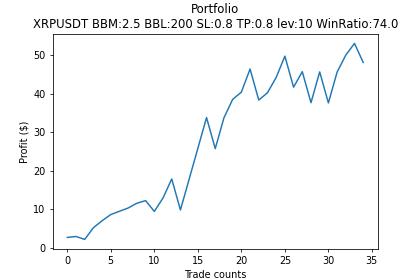 Portfolio
XRPUSDT BBM:2.5 BBL:200 SL:0.8 TP:0.8 lev:10 WinRatio:74.0
Profit ($)
50
40
30
20
10
0
0 5 10 15 20 25 30 35
Trade counts